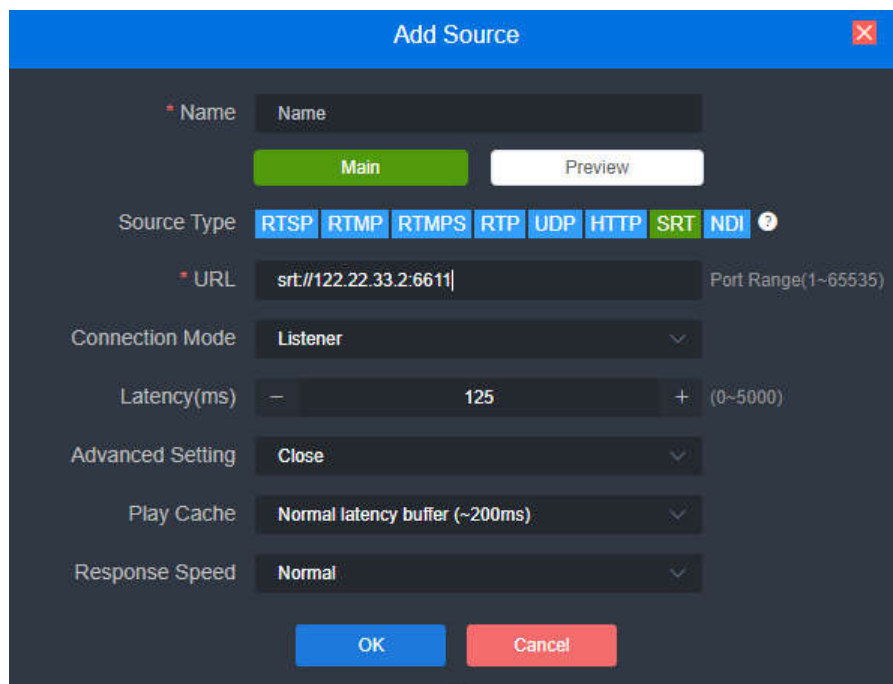 Add Source
* Name Name
Main Preview
Source Type RTSP RTMP RTMPS RTP UDP HTTP SRT NDI ?
* URL srt://122.22.33.2:6611 Port Range(1~65535)
Connection Mode Listener
Latency(ms) − 125 + (0~5000)
Advanced Setting Close
Play Cache Normal latency buffer (~200ms)
Response Speed Normal
OK Cancel